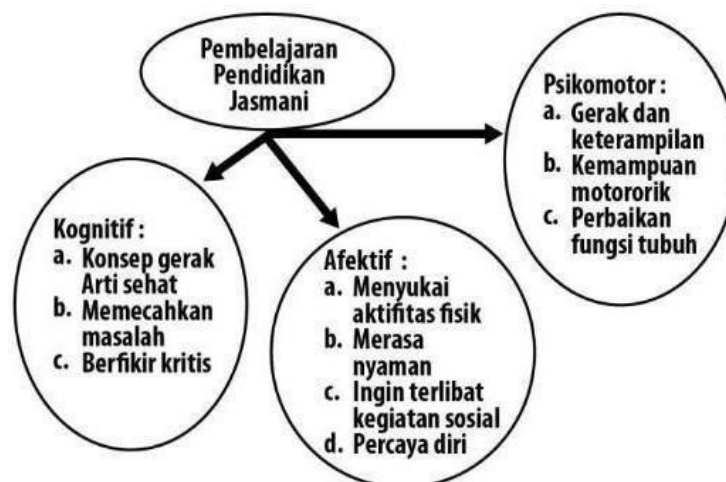 Pembelajaran
Pendidikan
Jasmani
Psikomotor :
a. Gerak dan
keterampilan
b. Kemampuan
motororik
c. Perbaikan
fungsi tubuh
Kognitif :
a. Konsep gerak
Arti sehat
b. Memecahkan
masalah
c. Berfikir kritis
Afektif :
a. Menyukai
aktifitas fisik
b. Merasa
nyaman
c. Ingin terlibat
kegiatan sosial
d. Percaya diri